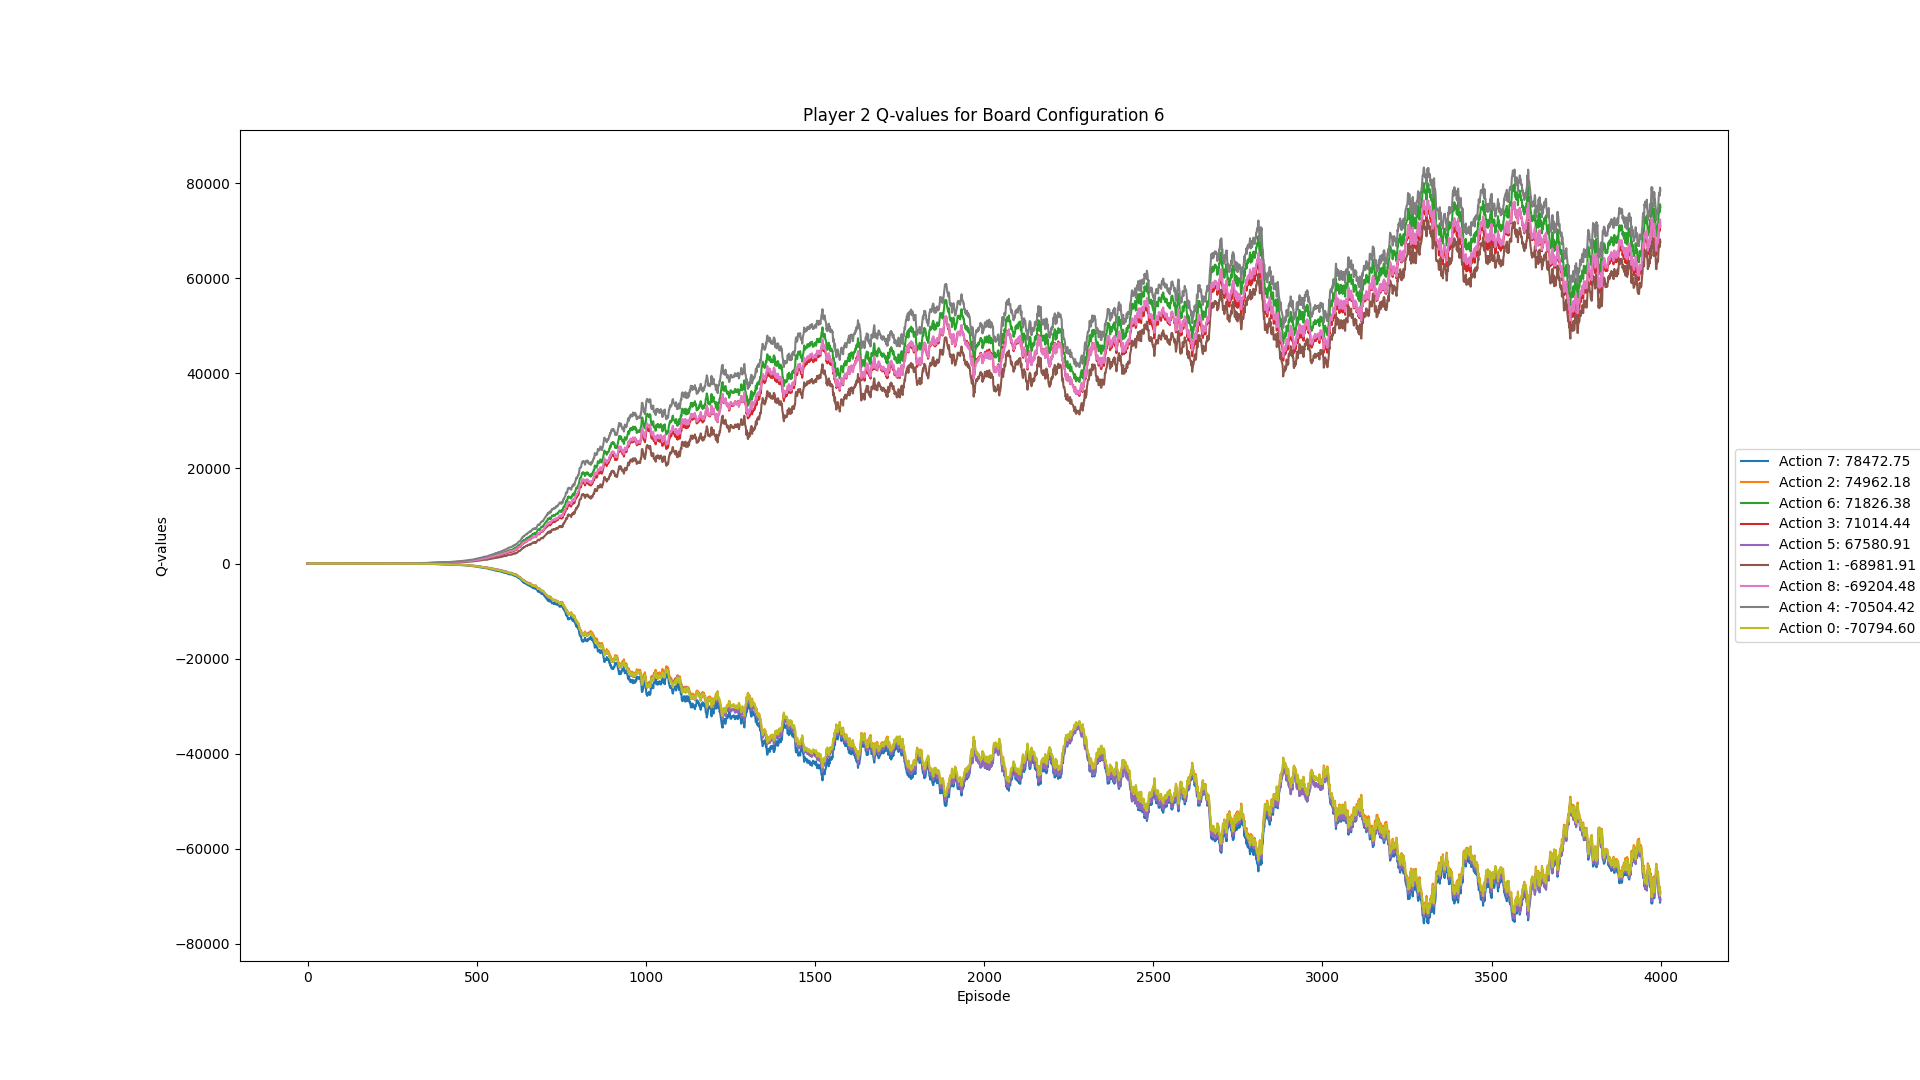 Player 2 Q-values for Board Configuration 6
80000
60000
40000
20000
0
−20000
−40000
−60000
−80000
Q-values
0
500
1000
1500
2000
2500
3000
3500
4000
Episode
Action 7: 78472.75
Action 2: 74962.18
Action 6: 71826.38
Action 3: 71014.44
Action 5: 67580.91
Action 1: -68981.91
Action 8: -69204.48
Action 4: -70504.42
Action 0: -70794.60